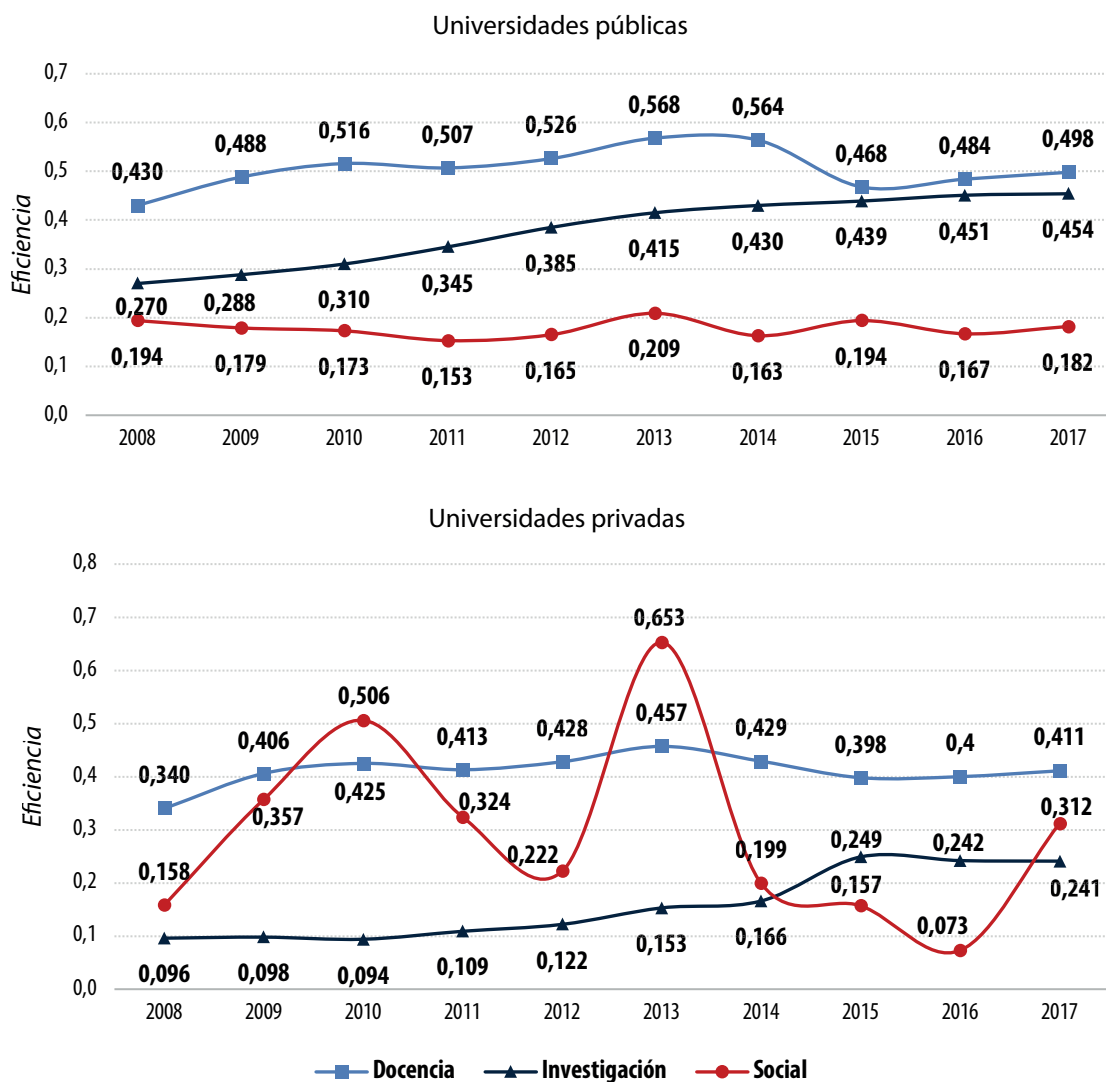 Universidades públicas
Eficiencia
0,7
0,6
0,5
0,4
0,3
0,2
0,1
0,0
0,430 0,488 0,516 0,507 0,526 0,568 0,564 0,468 0,484 0,498
0,270 0,288 0,310 0,345 0,385 0,415 0,430 0,439 0,451 0,454
0,194 0,179 0,173 0,153 0,165 0,209 0,163 0,194 0,167 0,182
2008 2009 2010 2011 2012 2013 2014 2015 2016 2017
Universidades privadas
Eficiencia
0,8
0,7
0,6
0,5
0,4
0,3
0,2
0,1
0,0
0,340 0,406 0,425 0,413 0,428 0,457 0,429 0,398 0,4 0,411
0,158 0,357 0,506 0,324 0,222 0,653 0,199 0,157 0,073 0,312
0,096 0,098 0,094 0,109 0,122 0,153 0,166 0,249 0,242 0,241
2008 2009 2010 2011 2012 2013 2014 2015 2016 2017
Docencia Investigación Social